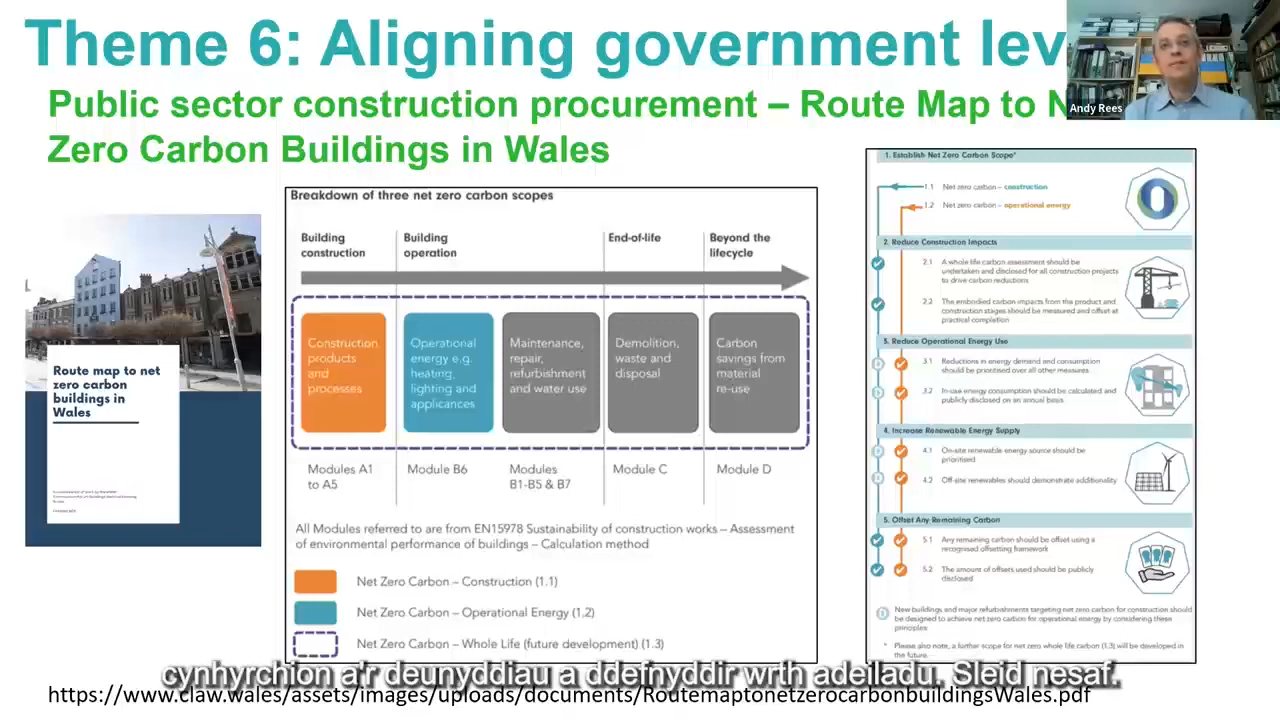 Theme 6: Aligning government lev
Andy Rees
Public sector construction procurement – Route Map to N
Zero Carbon Buildings in Wales
Route map to net
zero carbon
buildings in
Wales
Breakdown of three net zero carbon scopes
Building
construction
Building
operation
End-of-life
Beyond the
lifecycle
Construction
products
and
processes
Operational
energy e.g.
heating,
lighting and
applicances
Maintenance,
repair,
refurbishment
and water use
Demolition,
waste and
disposal
Carbon
savings from
material
re-use
Modules A1
to A5
Module B6
Modules
B1-B5 & B7
Module C
Module D
All Modules referred to are from EN15978 Sustainability of construction works – Assessment
of environmental performance of buildings – Calculation method
Net Zero Carbon – Construction (1.1)
Net Zero Carbon – Operational Energy (1.2)
Net Zero Carbon – Whole Life (future development) (1.3)
1. Establish Net Zero Carbon Scope*
1.1 Net zero carbon – construction
1.2 Net zero carbon – operational energy
2. Reduce Construction Impacts
2.1 A whole life carbon assessment should be
undertaken and disclosed for all construction projects
to drive carbon reductions
2.2 The embodied carbon impacts from the product and
construction stages should be measured and offset at
practical completion
3. Reduce Operational Energy Use
3.1 Reductions in energy demand and consumption
should be prioritised over all other measures
3.2 In-use energy consumption should be calculated and
publicly disclosed on an annual basis
4. Increase Renewable Energy Supply
4.1 On-site renewable energy source should be
prioritised
4.2 Off-site renewables should demonstrate additionality
5. Offset Any Remaining Carbon
5.1 Any remaining carbon should be offset using a
recognised offsetting framework
5.2 The amount of offsets used should be publicly
disclosed
D New buildings and major refurbishments targeting net zero carbon for construction should
be designed to achieve net zero carbon for operational energy by considering these
principles
* Please also note, a further scope for net zero whole life carbon (1.3) will be developed in
the future.
cynhyrchion a'r deunyddiau a ddefnyddir wrth adeiladu. Sleid nesaf.
https://www.claw.wales/assets/images/uploads/documents/RoutemaptonetzerocarbonbuildingsWales.pdf